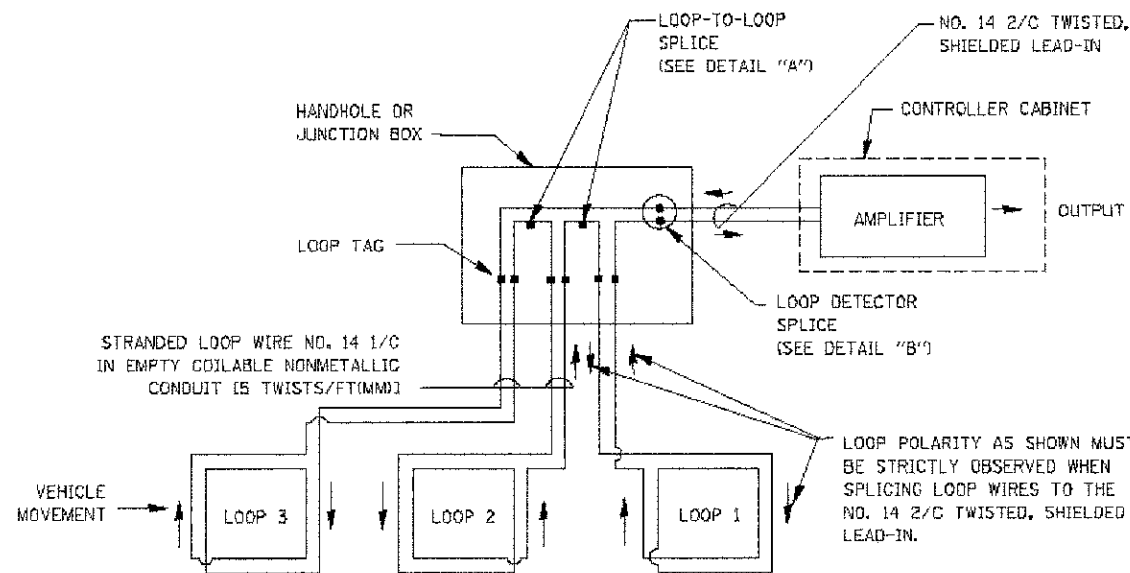 LOOP-TO-LOOP
SPLICE
(SEE DETAIL "A")
NO. 14 2/C TWISTED,
SHIELDED LEAD-IN
HANDHOLE OR
JUNCTION BOX
CONTROLLER CABINET
AMPLIFIER
OUTPUT
LOOP TAG
LOOP DETECTOR
SPLICE
(SEE DETAIL "B")
STRANDED LOOP WIRE NO. 14 1/C
IN EMPTY COILABLE NONMETALLIC
CONDUIT [5 TWISTS/FT(MM)]
LOOP POLARITY AS SHOWN MUST
BE STRICTLY OBSERVED WHEN
SPLICING LOOP WIRES TO THE
NO. 14 2/C TWISTED, SHIELDED
LEAD-IN.
VEHICLE
MOVEMENT
LOOP 3
LOOP 2
LOOP 1